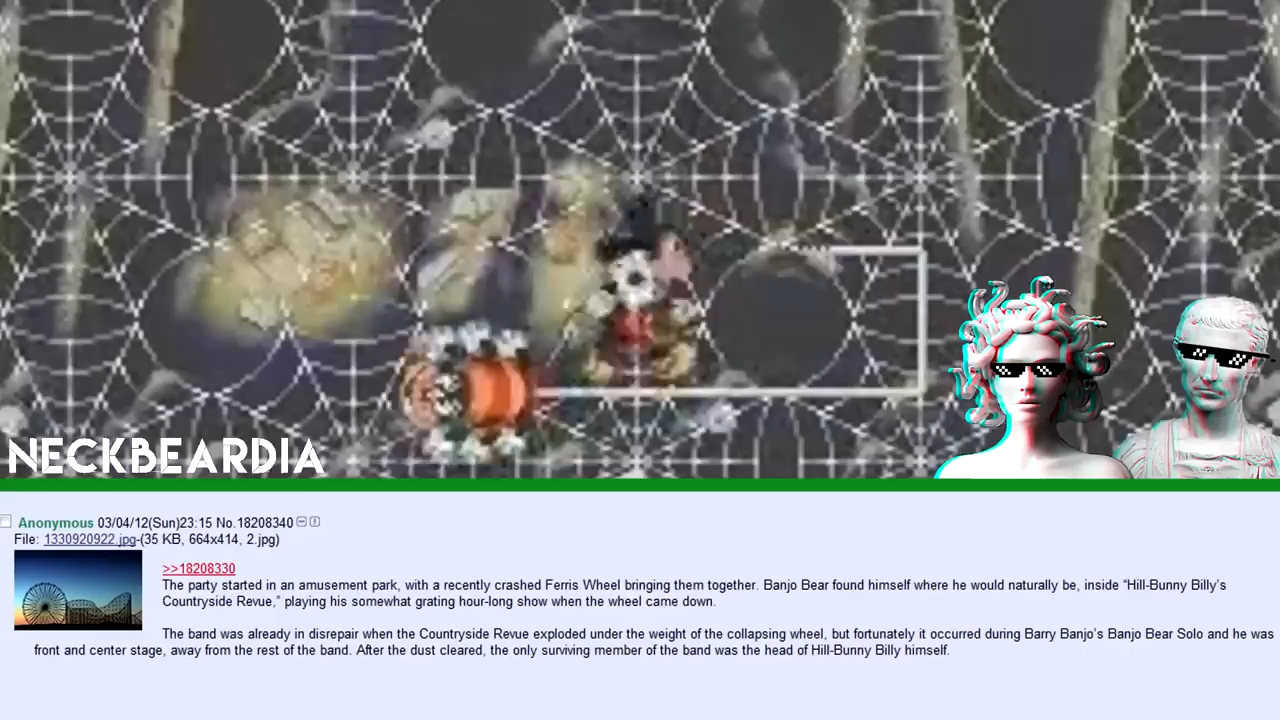 NECKBEARDIA
Anonymous 03/04/12(Sun)23:15 No.18208340
File: 1330920922.jpg-(35 KB, 664x414, 2.jpg)
>>18208330
The party started in an amusement park, with a recently crashed Ferris Wheel bringing them together. Banjo Bear found himself where he would naturally be, inside “Hill-Bunny Billy’s
Countryside Revue,” playing his somewhat grating hour-long show when the wheel came down.
The band was already in disrepair when the Countryside Revue exploded under the weight of the collapsing wheel, but fortunately it occurred during Barry Banjo’s Banjo Bear Solo and he was
front and center stage, away from the rest of the band. After the dust cleared, the only surviving member of the band was the head of Hill-Bunny Billy himself.